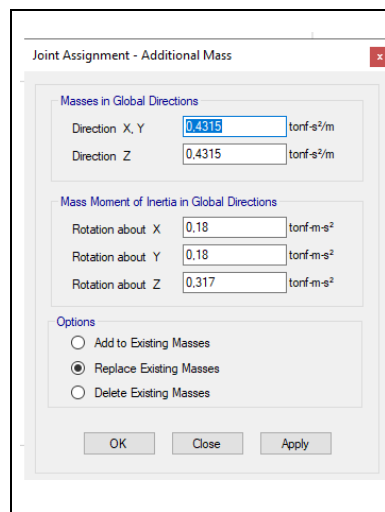 Joint Assignment - Additional Mass
x
Masses in Global Directions
Direction X, Y 0,4315 tonf-s²/m
Direction Z 0,4315 tonf-s²/m
Mass Moment of Inertia in Global Directions
Rotation about X 0,18 tonf-m-s²
Rotation about Y 0,18 tonf-m-s²
Rotation about Z 0,317 tonf-m-s²
Options
Add to Existing Masses
Replace Existing Masses
Delete Existing Masses
OK Close Apply